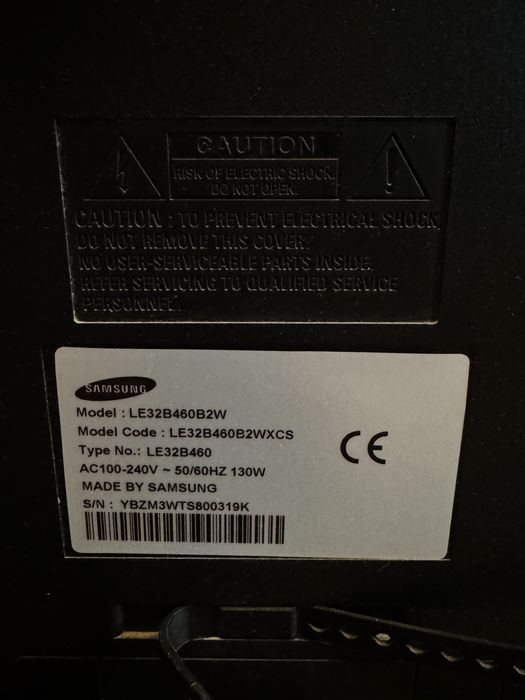 CAUTION
RISK OF ELECTRIC SHOCK
DO NOT OPEN.
CAUTION : TO PREVENT ELECTRICAL SHOCK
DO NOT REMOVE THIS COVER.
NO USER-SERVICEABLE PARTS INSIDE.
REFER SERVICING TO QUALIFIED SERVICE
PERSONNEL.
SAMSUNG
Model : LE32B460B2W
Model Code : LE32B460B2WXCS
Type No.: LE32B460
AC100-240V ~ 50/60HZ 130W
MADE BY SAMSUNG
S/N : YBZM3WTS800319K
CE